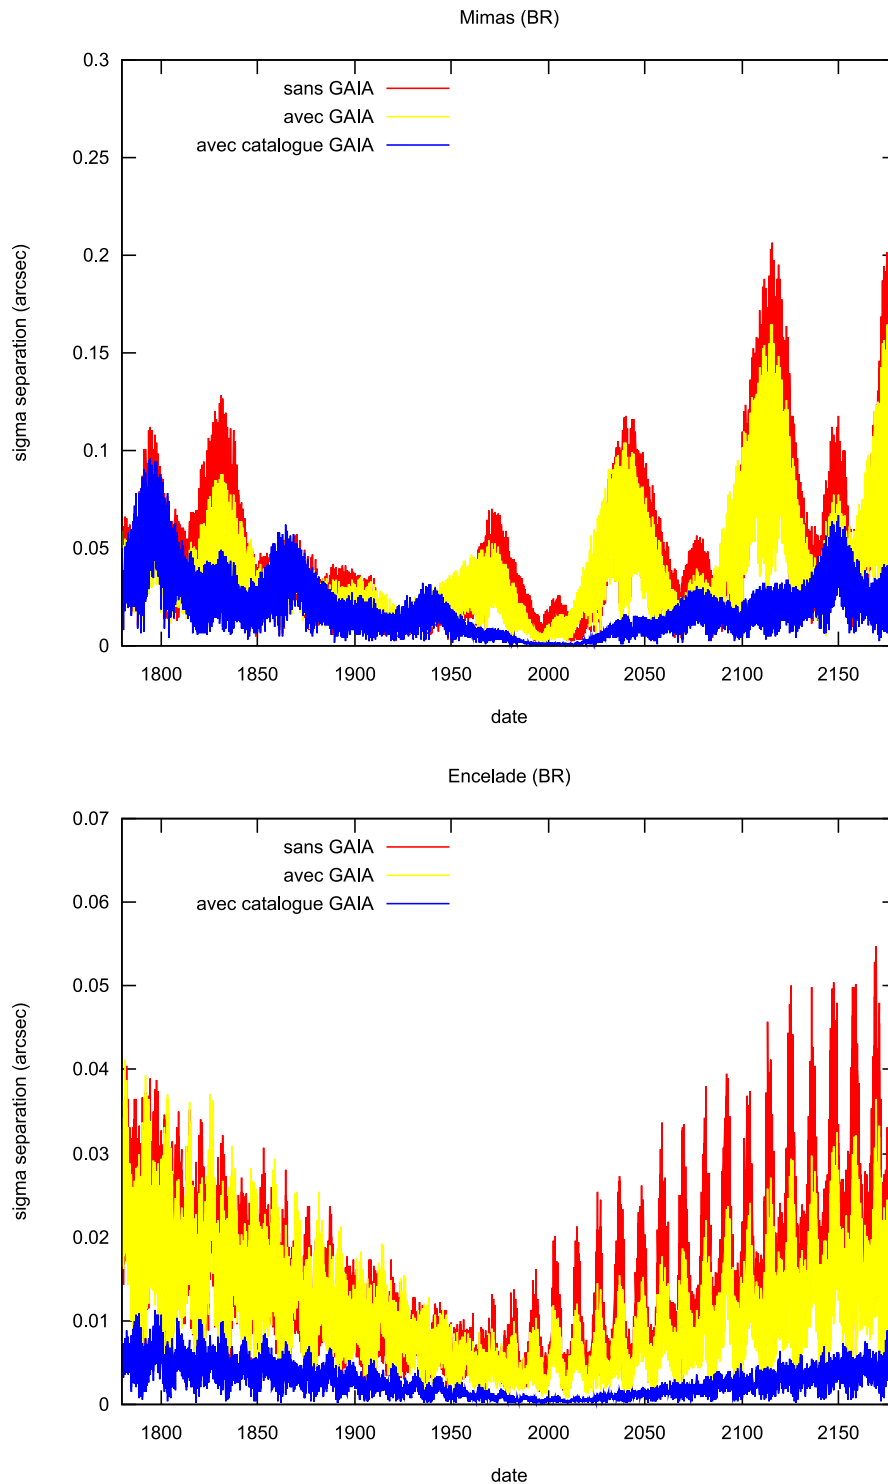 Mimas (BR)
0.3
0.25
0.2
0.15
0.1
0.05
0
sigma separation (arcsec)
sans GAIA
avec GAIA
avec catalogue GAIA
1800 1850 1900 1950 2000 2050 2100 2150
date
Encelade (BR)
0.07
0.06
0.05
0.04
0.03
0.02
0.01
0
sigma separation (arcsec)
sans GAIA
avec GAIA
avec catalogue GAIA
1800 1850 1900 1950 2000 2050 2100 2150
date